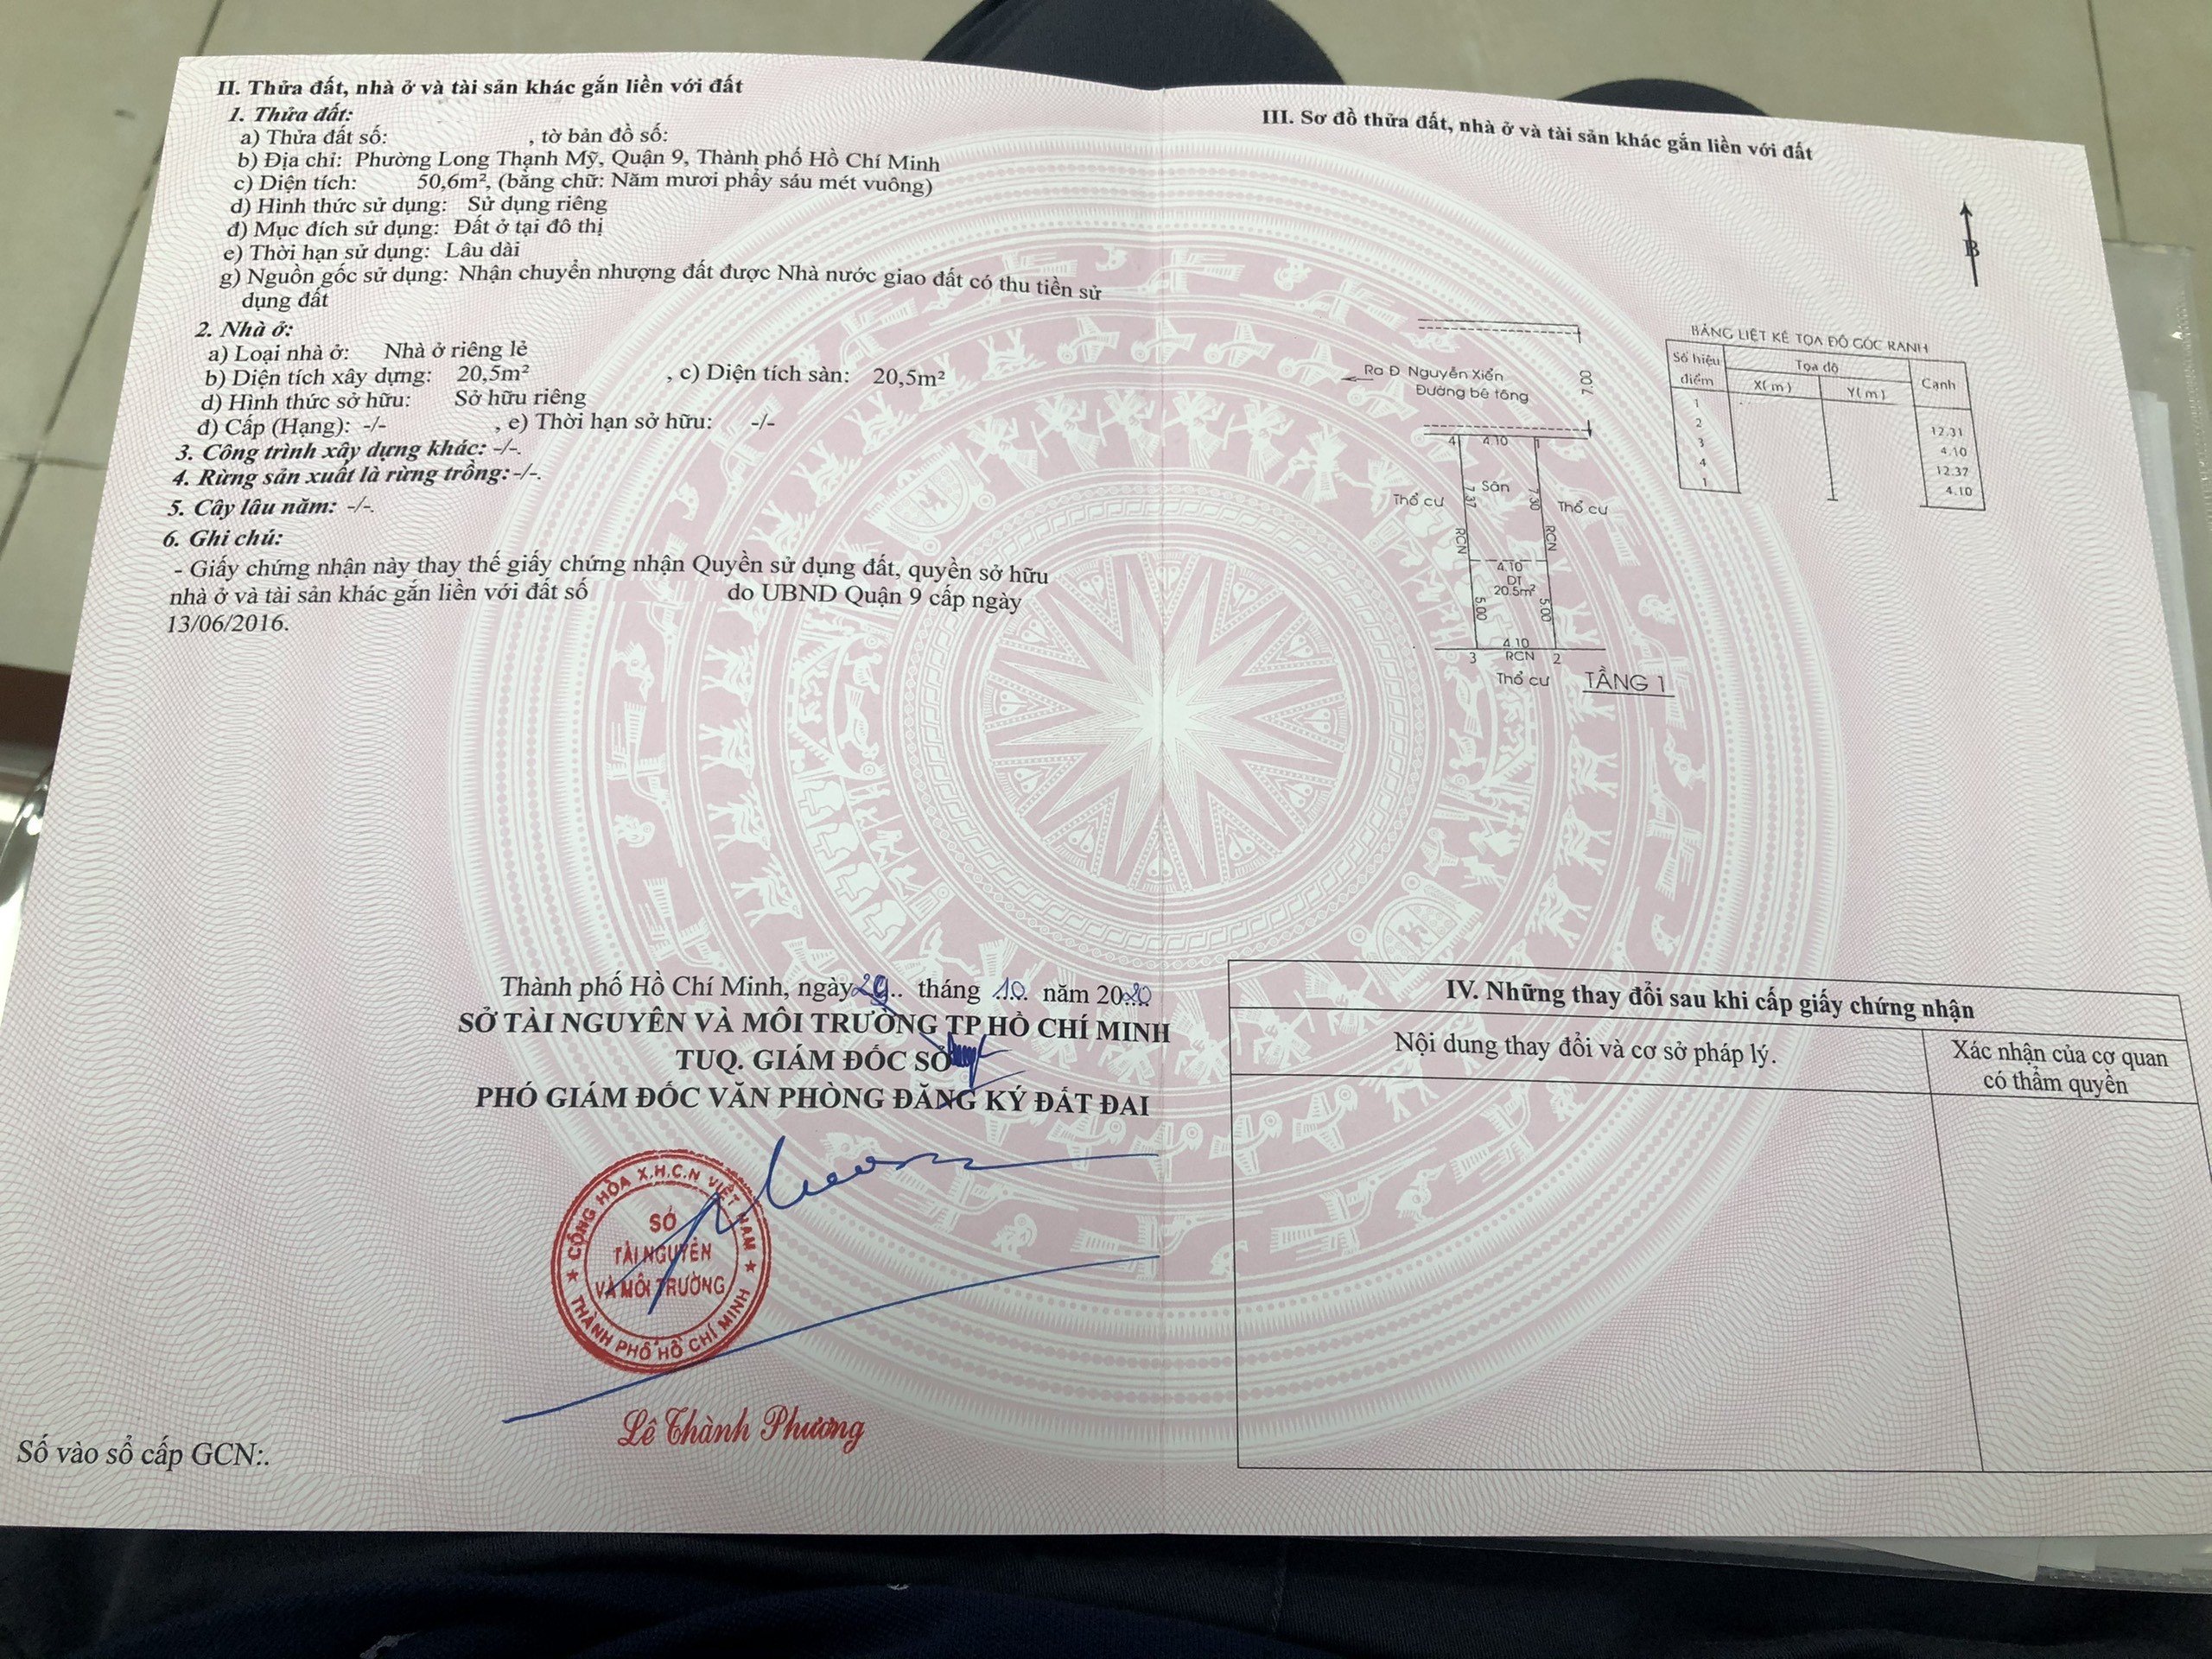 II. Thửa đất, nhà ở và tài sản khác gắn liền với đất
1. Thửa đất:
a) Thửa đất số: , tờ bản đồ số:
b) Địa chỉ: Phường Long Thạnh Mỹ, Quận 9, Thành phố Hồ Chí Minh
c) Diện tích: 50,6m², (bằng chữ: Năm mươi phẩy sáu mét vuông)
d) Hình thức sử dụng: Sử dụng riêng
đ) Mục đích sử dụng: Đất ở tại đô thị
e) Thời hạn sử dụng: Lâu dài
g) Nguồn gốc sử dụng: Nhận chuyển nhượng đất được Nhà nước giao đất có thu tiền sử
dụng đất
2. Nhà ở:
a) Loại nhà ở: Nhà ở riêng lẻ
b) Diện tích xây dựng: 20,5m² , c) Diện tích sàn: 20,5m²
d) Hình thức sở hữu: Sở hữu riêng
đ) Cấp (Hạng): -/- , e) Thời hạn sở hữu: -/-
3. Công trình xây dựng khác: -/-.
4. Rừng sản xuất là rừng trồng: -/-.
5. Cây lâu năm: -/-.
6. Ghi chú:
- Giấy chứng nhận này thay thế giấy chứng nhận Quyền sử dụng đất, quyền sở hữu
nhà ở và tài sản khác gắn liền với đất số do UBND Quận 9 cấp ngày
13/06/2016.
Thành phố Hồ Chí Minh, ngày 29.. tháng .10. năm 2020
SỞ TÀI NGUYÊN VÀ MÔI TRƯỜNG TP HỒ CHÍ MINH
TUQ. GIÁM ĐỐC SỞ
PHÓ GIÁM ĐỐC VĂN PHÒNG ĐĂNG KÝ ĐẤT ĐAI
CỘNG HÒA X.H.C.N VIỆT NAM
SỞ
TÀI NGUYÊN
VÀ MÔI TRƯỜNG
THÀNH PHỐ HỒ CHÍ MINH
Lê Thành Phương
Số vào sổ cấp GCN:.
III. Sơ đồ thửa đất, nhà ở và tài sản khác gắn liền với đất
B
Ra Đ Nguyễn Xiển
Đường bê tông
7.00
4 4.10 1
Sân
Thổ cư 7.37 7.30 Thổ cư
RCN RCN
4.10
DT
20.5m²
5.00 5.00
4.10
3 RCN 2
Thổ cư TẦNG 1
BẢNG LIỆT KÊ TỌA ĐỘ GÓC RANH
Số hiệu điểm Tọa độ Cạnh
X(m) Y(m)
1
12.31
2
4.10
3
12.37
4
4.10
1
IV. Những thay đổi sau khi cấp giấy chứng nhận
Nội dung thay đổi và cơ sở pháp lý.
Xác nhận của cơ quan
có thẩm quyền